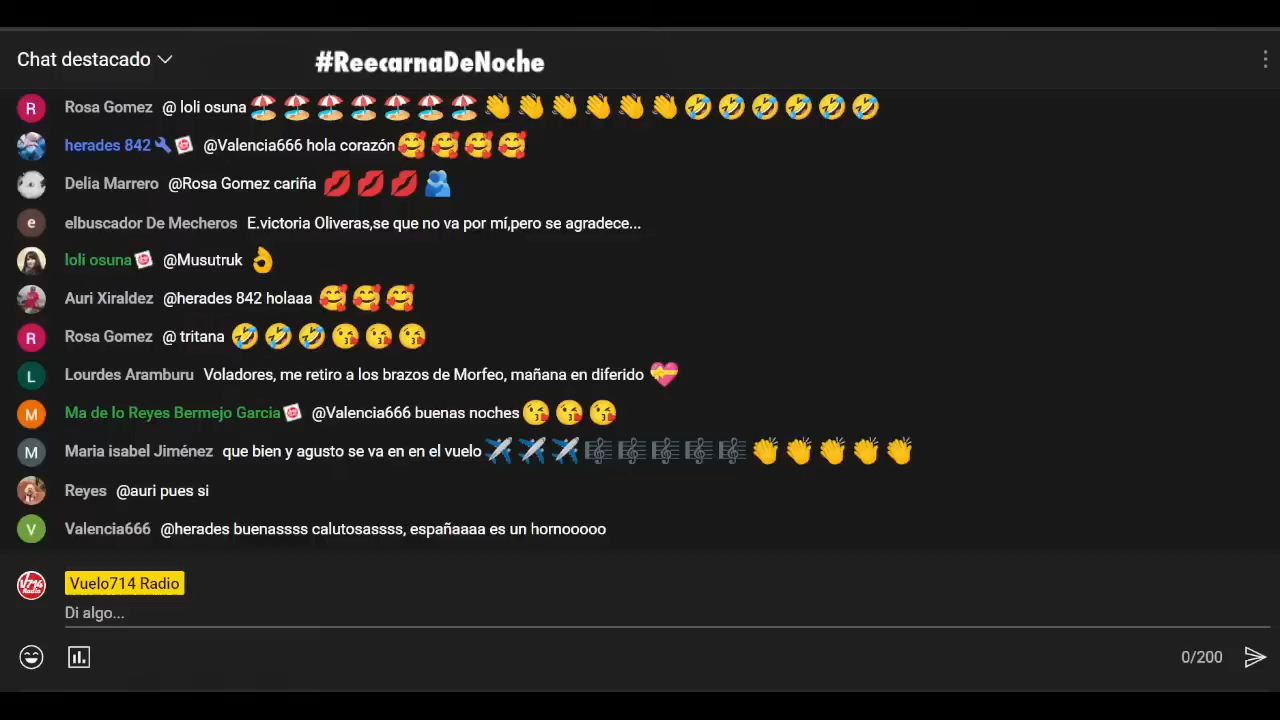 Chat destacado
#ReecarnaDeNoche
R Rosa Gomez @ loli osuna 🏖️🏖️🏖️🏖️🏖️🏖️🏖️👋👋👋👋👋👋🤣🤣🤣🤣🤣🤣
herades 842 @Valencia666 hola corazón 🥰🥰🥰🥰
Delia Marrero @Rosa Gomez cariña 💋💋💋🫂
e elbuscador De Mecheros E.victoria Oliveras,se que no va por mí,pero se agradece...
loli osuna @Musutruk 👌
Auri Xiraldez @herades 842 holaaa 🥰🥰🥰
R Rosa Gomez @ tritana 🤣🤣🤣😘😘😘
L Lourdes Aramburu Voladores, me retiro a los brazos de Morfeo, mañana en diferido 💝
M Ma de lo Reyes Bermejo Garcia @Valencia666 buenas noches 😘😘😘
M Maria isabel Jiménez que bien y agusto se va en en el vuelo ✈️✈️✈️🎼🎼🎼🎼🎼👏👏👏👏👏
Reyes @auri pues si
V Valencia666 @herades buenassss calutosassss, españaaaa es un hornooooo
V714 Radio Vuelo714 Radio
Di algo...
0/200